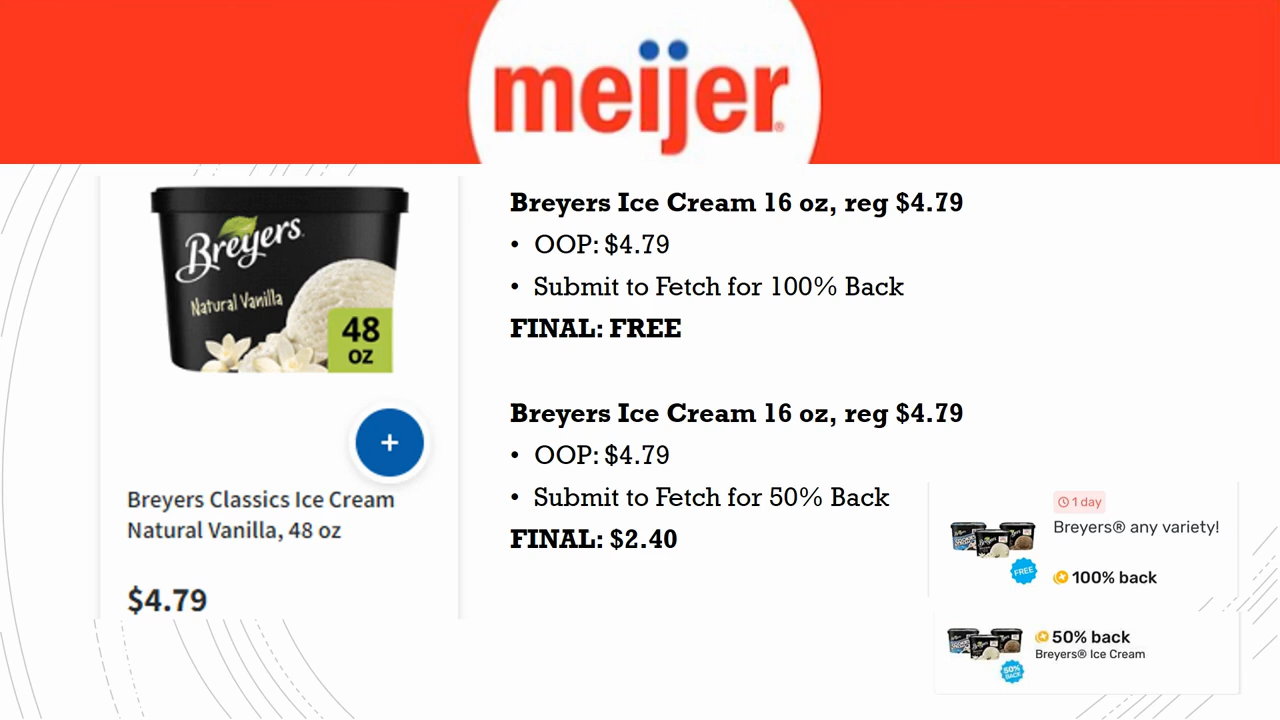 meijer
Breyers
Natural Vanilla
48
OZ
+
Breyers Classics Ice Cream
Natural Vanilla, 48 oz
$4.79
Breyers Ice Cream 16 oz, reg $4.79
• OOP: $4.79
• Submit to Fetch for 100% Back
FINAL: FREE
Breyers Ice Cream 16 oz, reg $4.79
• OOP: $4.79
• Submit to Fetch for 50% Back
FINAL: $2.40
1 day
Breyers® any variety!
FREE
100% back
50% back
Breyers® Ice Cream
50%
BACK